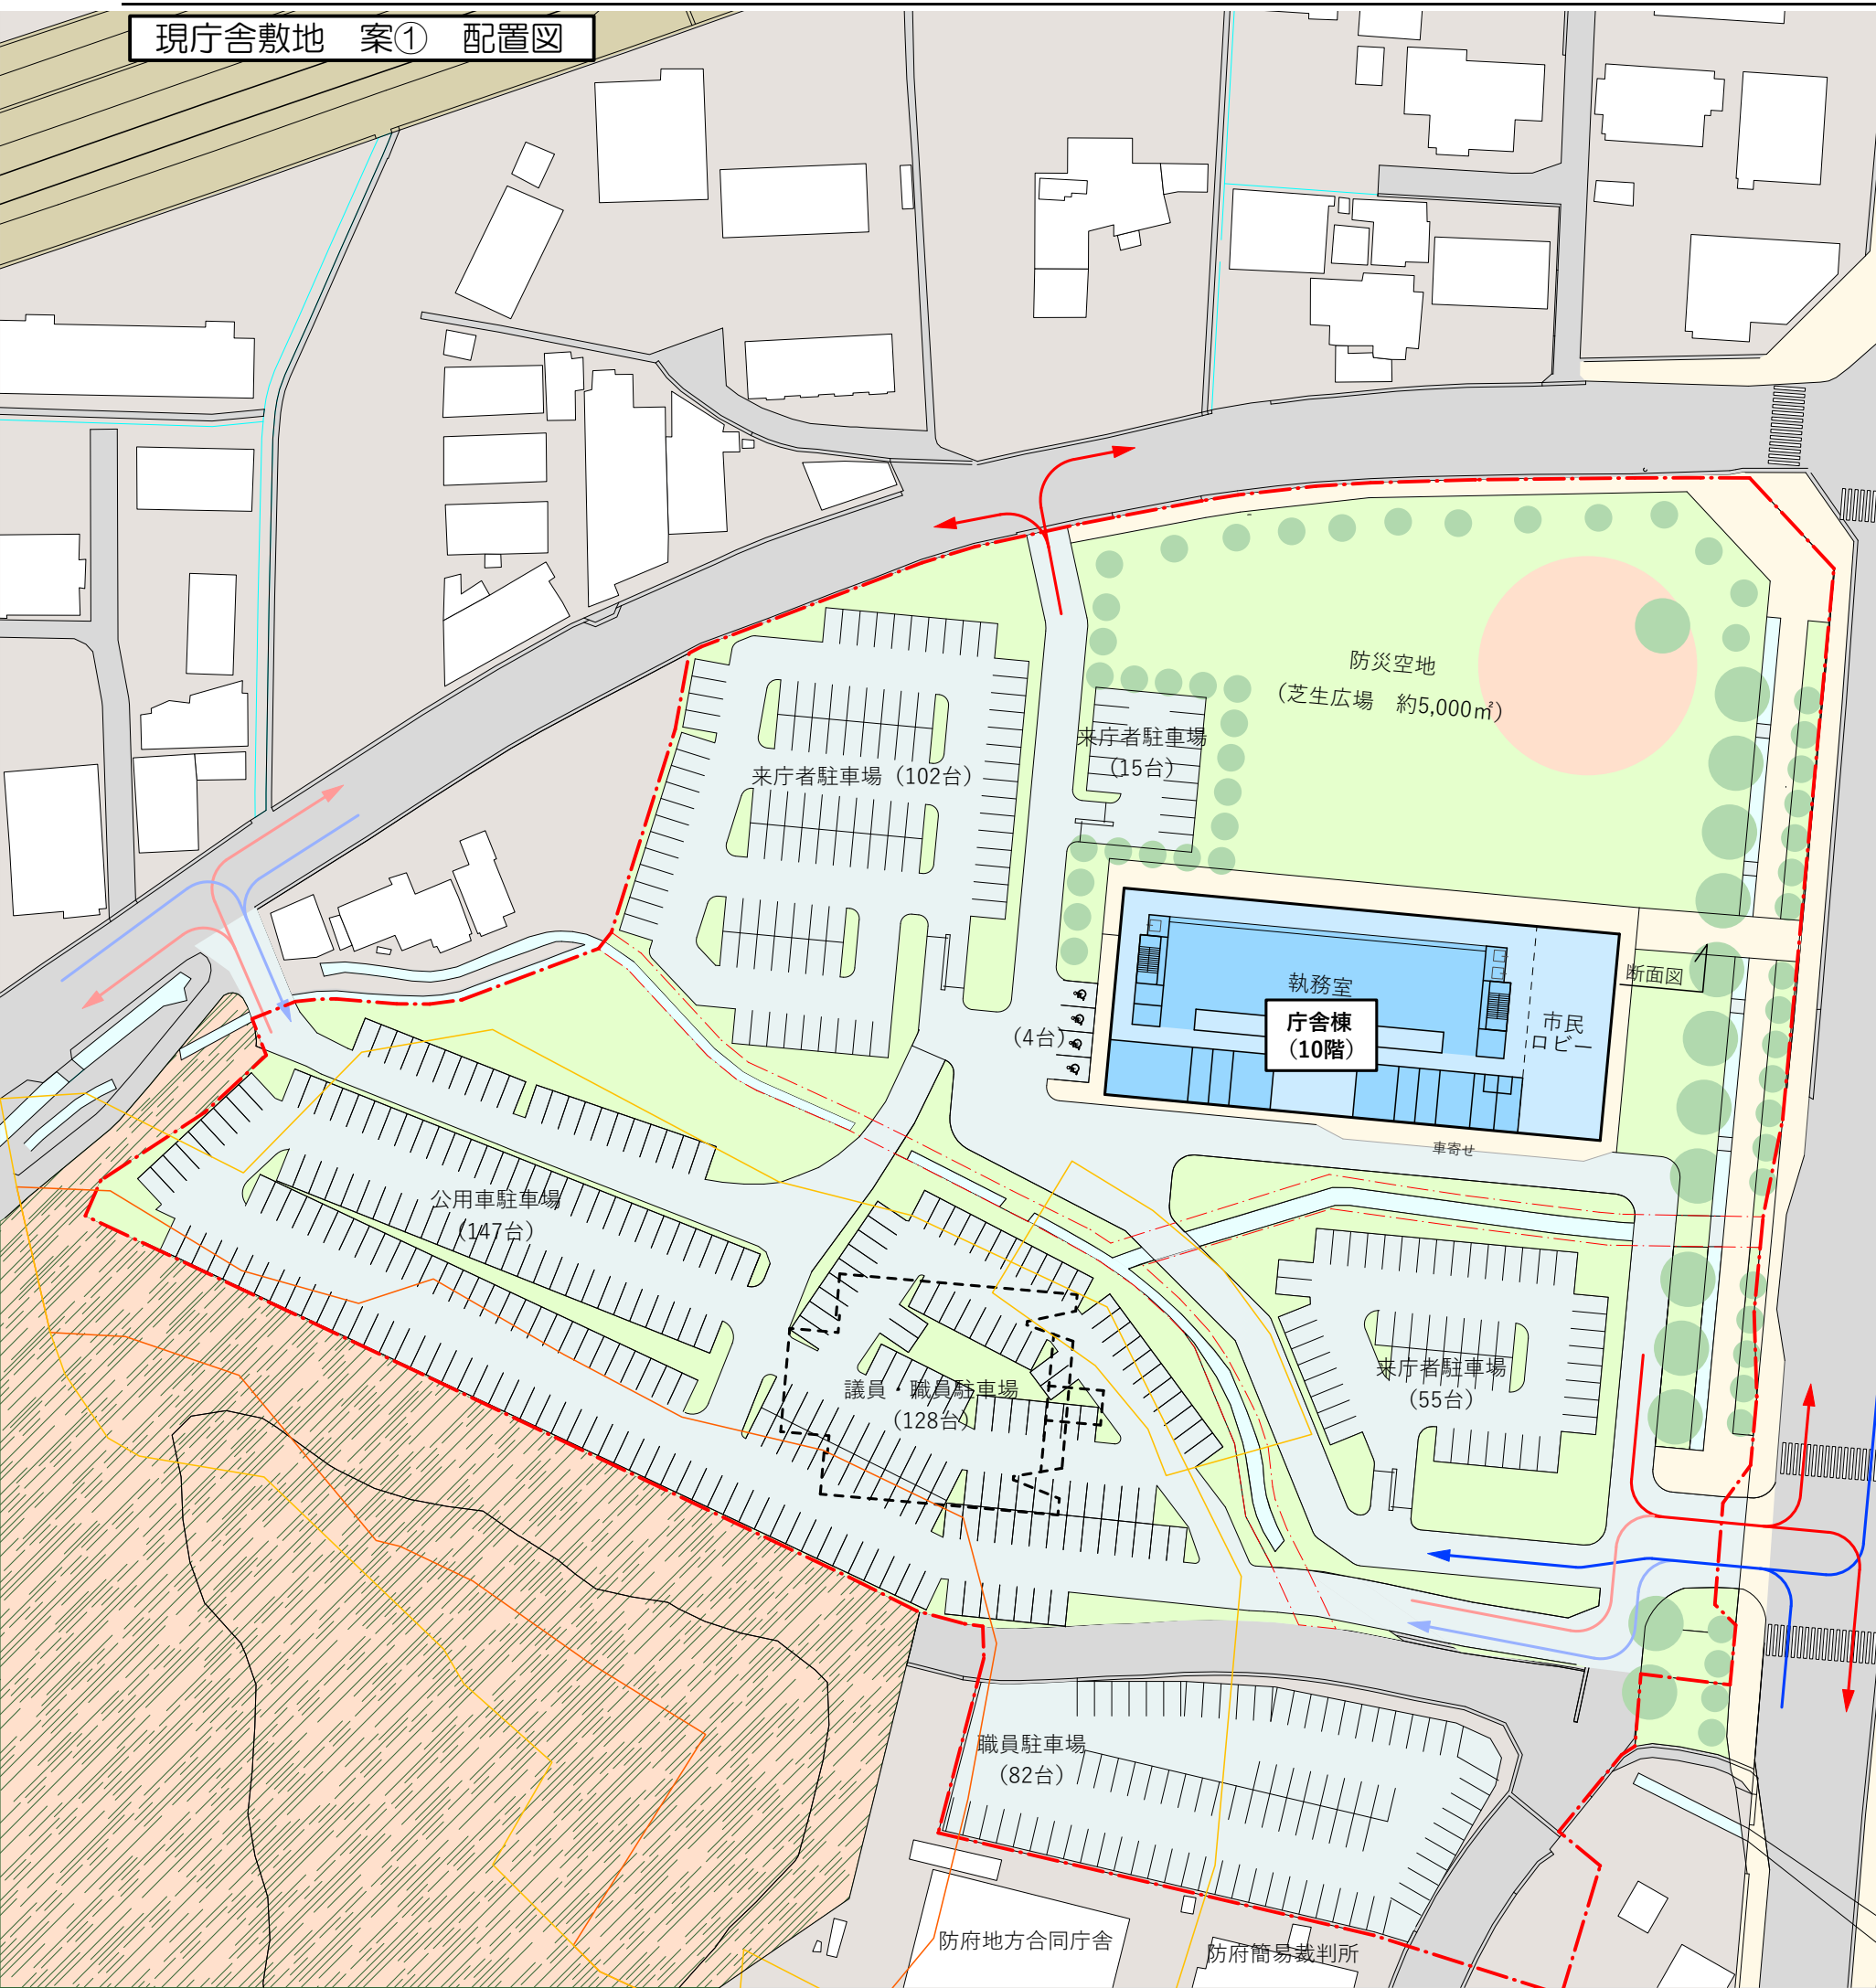 現庁舎敷地　案①　配置図
防災空地
（芝生広場　約5,000㎡）
来庁者駐車場
（15台）
来庁者駐車場（102台）
執務室
庁舎棟
（10階）
市民
ロビー
断面図
（4台）
車寄せ
公用車駐車場
（147台）
議員・職員駐車場
（128台）
来庁者駐車場
（55台）
職員駐車場
（82台）
防府地方合同庁舎
防府簡易裁判所